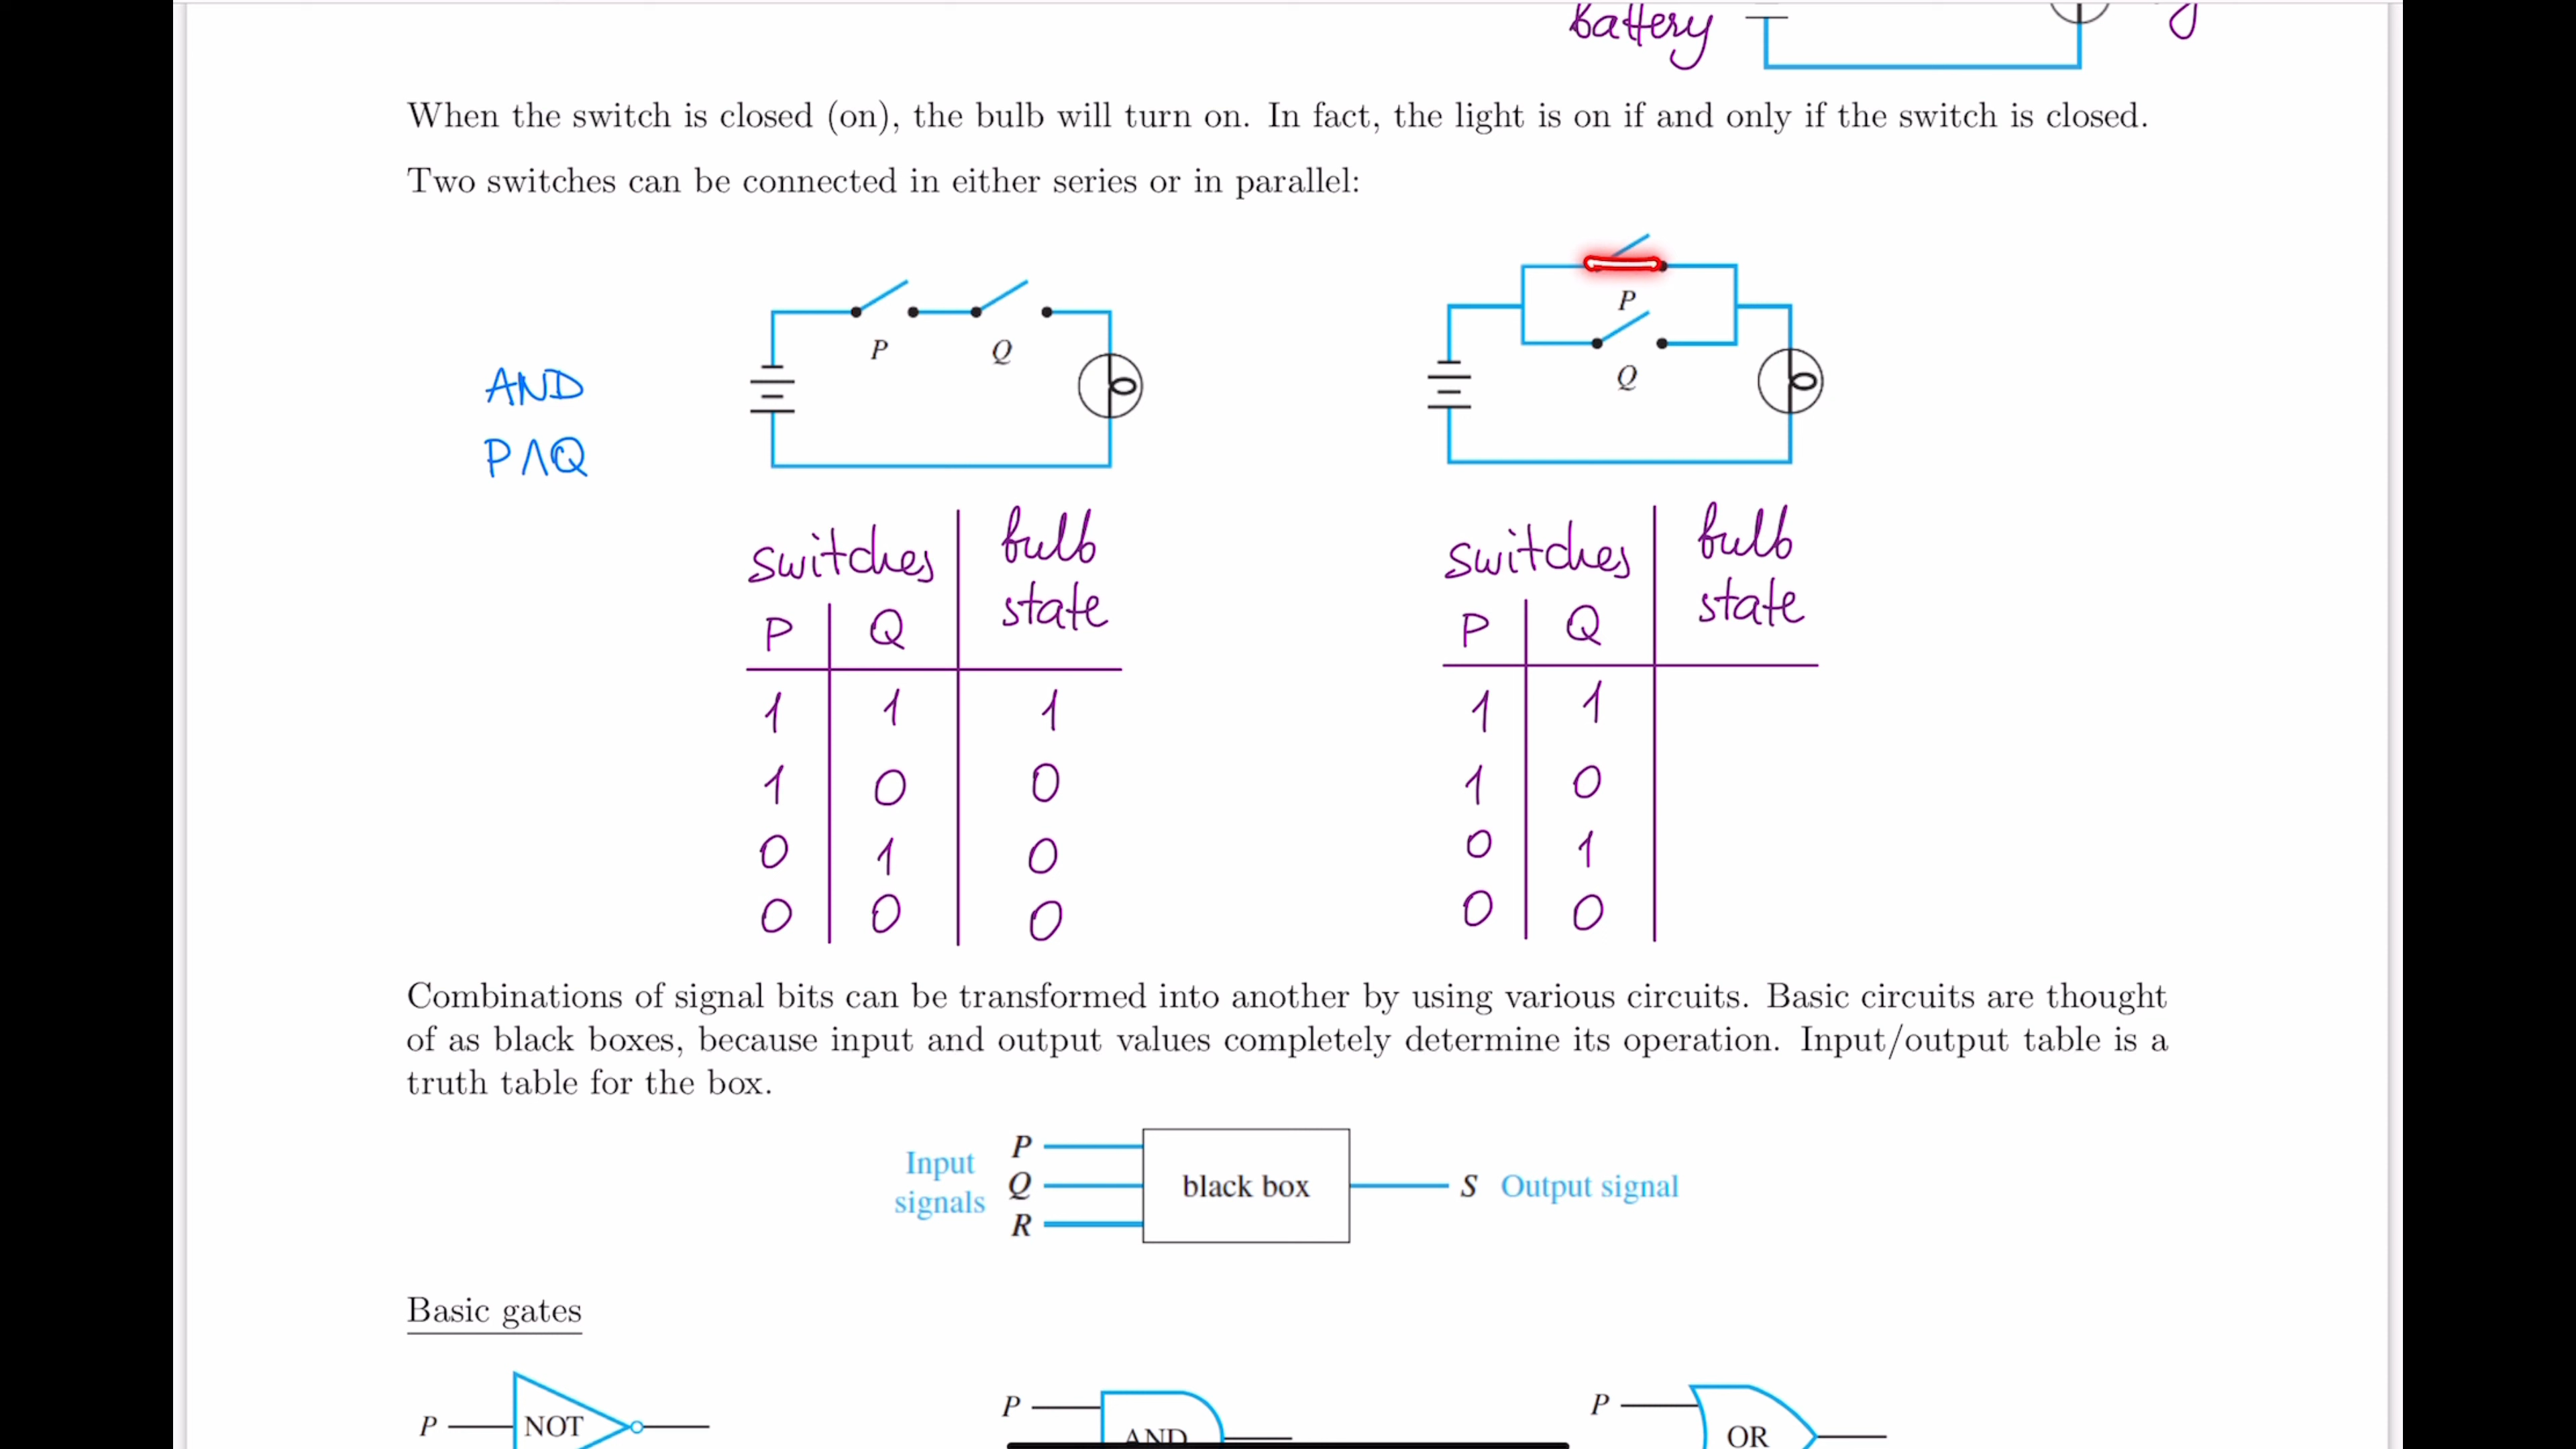 battery
When the switch is closed (on), the bulb will turn on. In fact, the light is on if and only if the switch is closed.
Two switches can be connected in either series or in parallel:
P Q
P
Q
AND
P∧Q
switches bulb
state
P Q
1 1 1
1 0 0
0 1 0
0 0 0
switches bulb
state
P Q
1 1
1 0
0 1
0 0
Combinations of signal bits can be transformed into another by using various circuits. Basic circuits are thought
of as black boxes, because input and output values completely determine its operation. Input/output table is a
truth table for the box.
Input
signals
P
Q
R
black box
S Output signal
Basic gates
P NOT
P AND
P OR